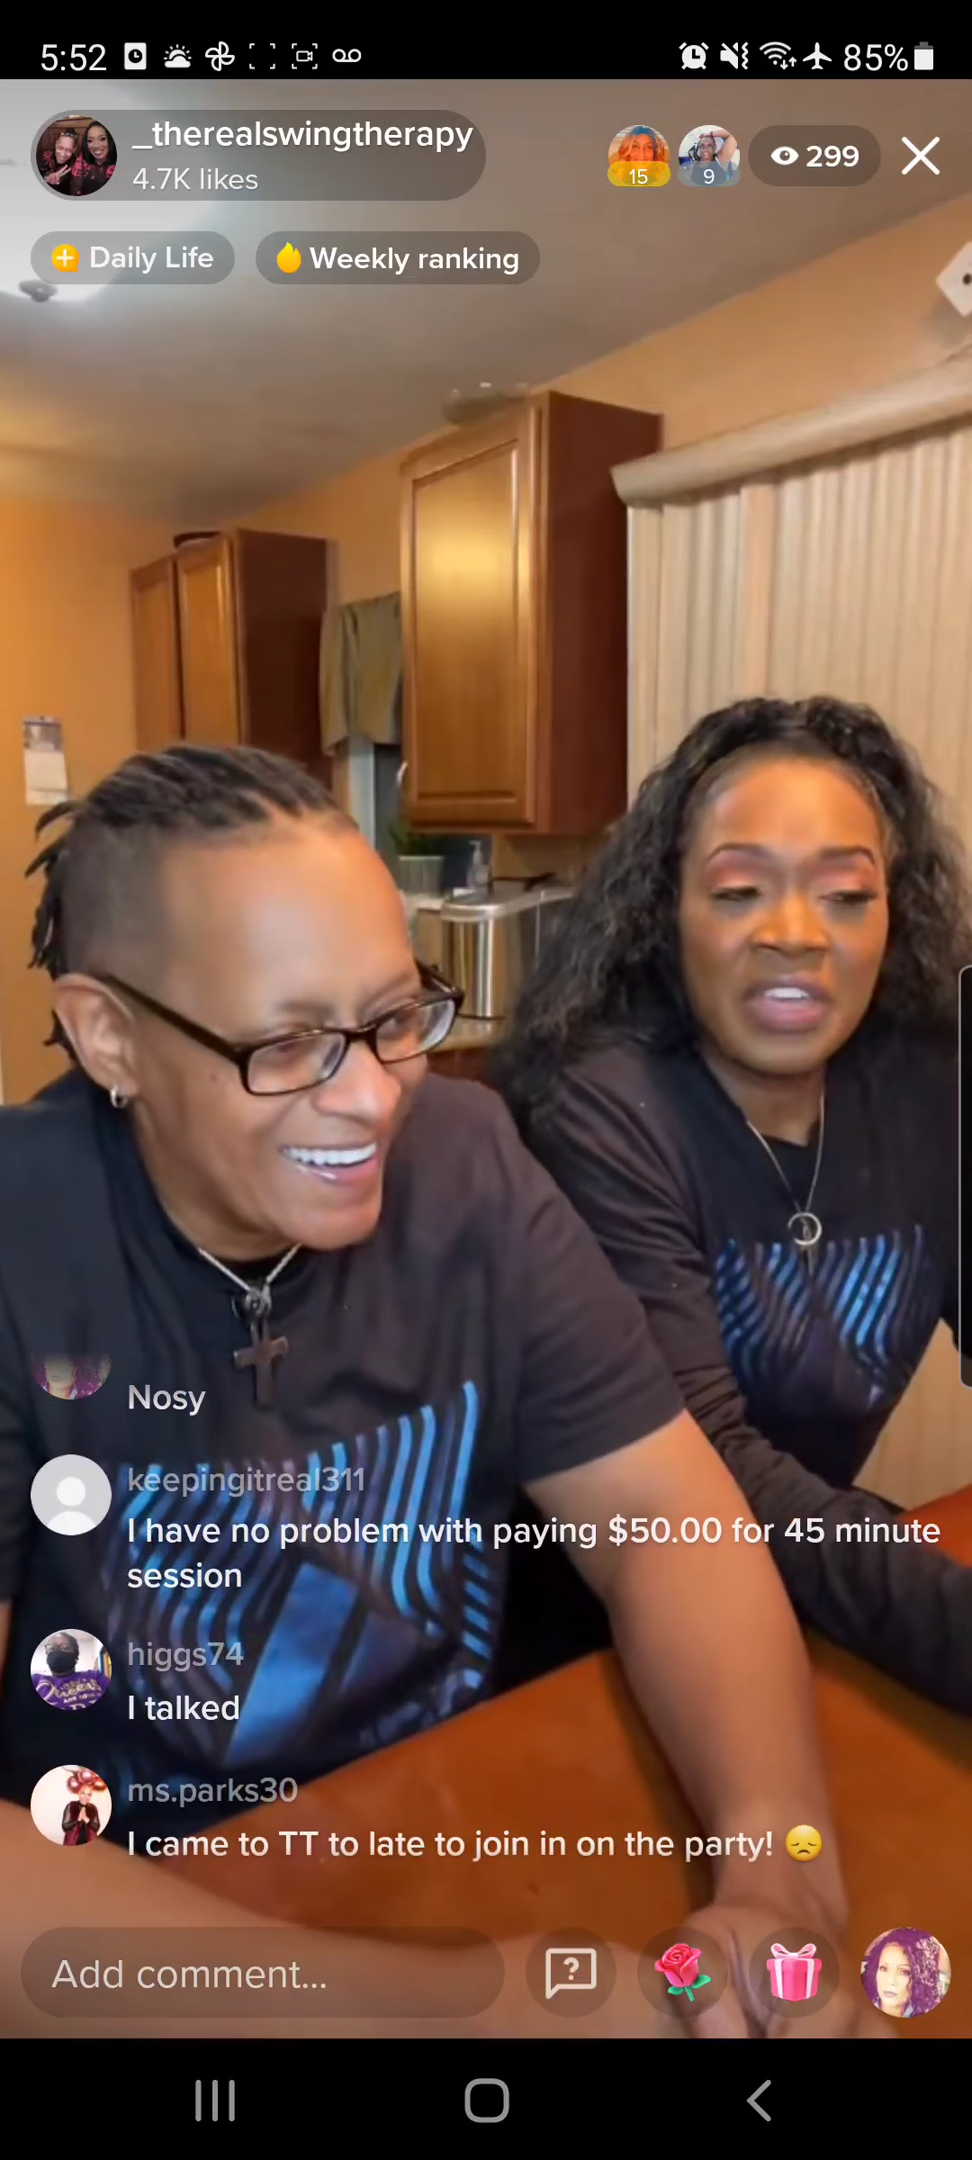 5:52
85%
_therealswingtherapy
4.7K likes
15
9
299
Daily Life
Weekly ranking
Nosy
keepingitreal311
I have no problem with paying $50.00 for 45 minute
session
higgs74
I talked
ms.parks30
I came to TT to late to join in on the party! 😞
Add comment...